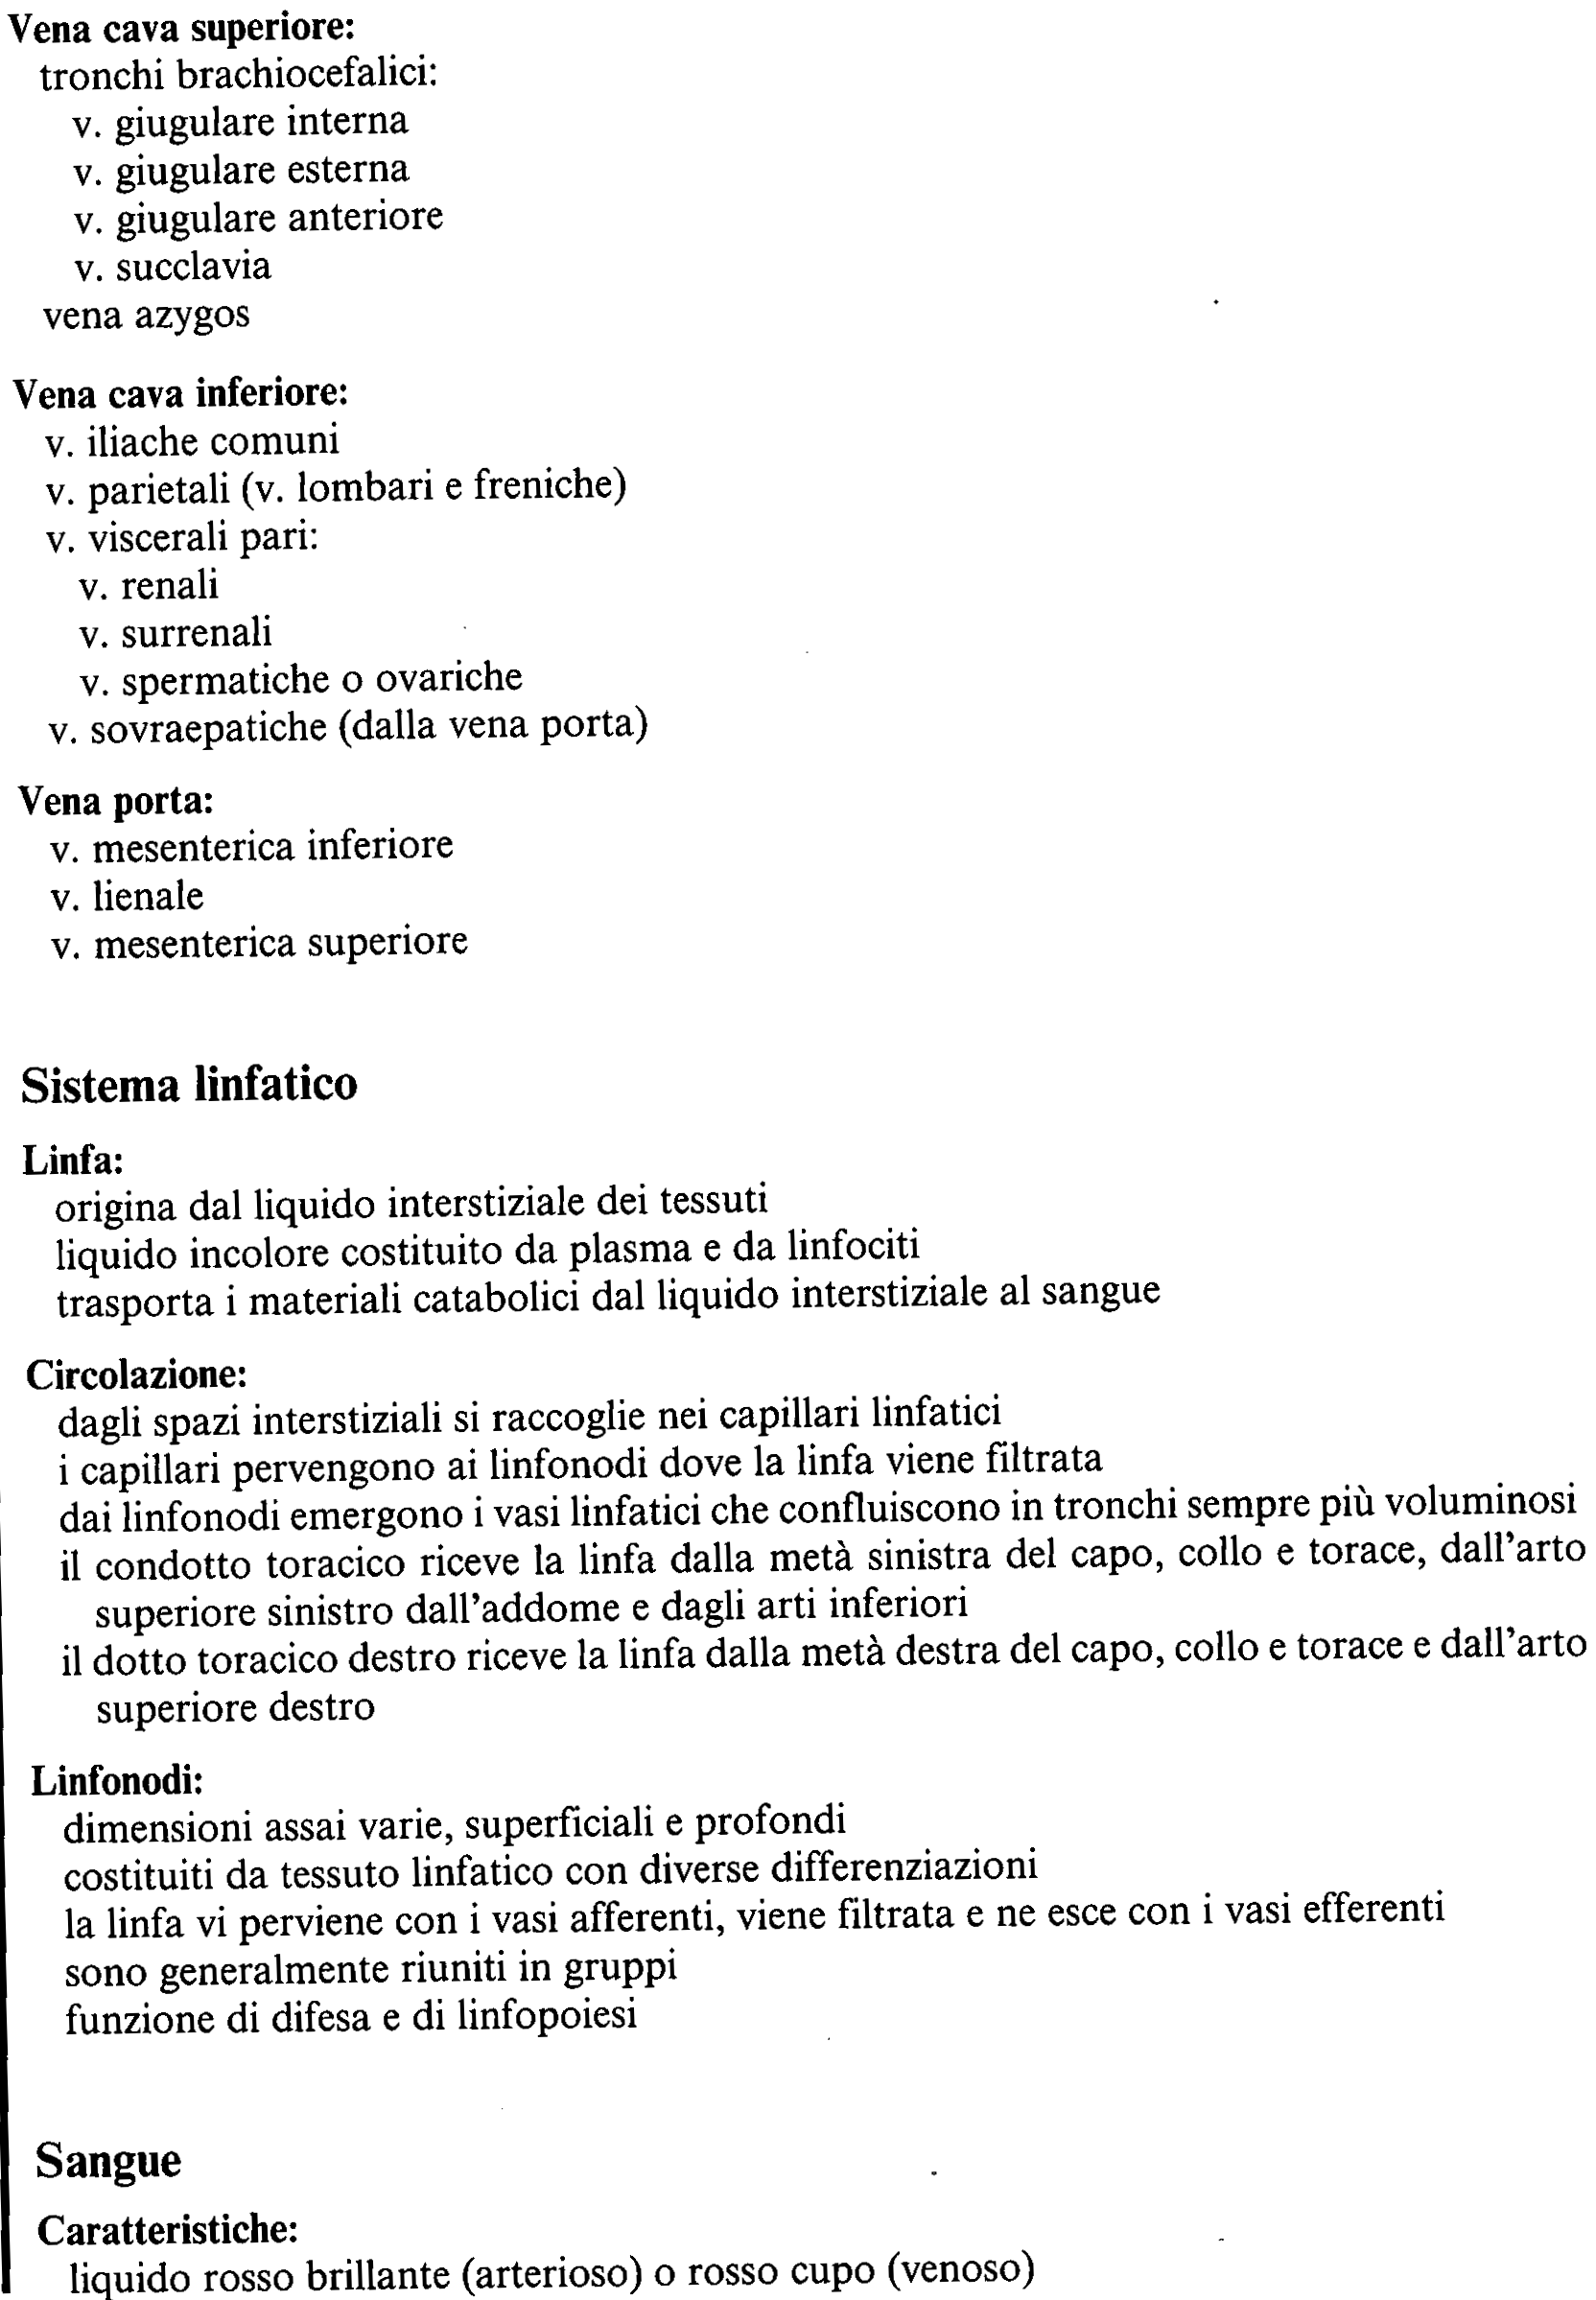 Vena cava superiore:
tronchi brachiocefalici:
v. giugulare interna
v. giugulare esterna
v. giugulare anteriore
v. succlavia
vena azygos
Vena cava inferiore:
v. iliache comuni
v. parietali (v. lombari e freniche)
v. viscerali pari:
v. renali
v. surrenali
v. spermatiche o ovariche
v. sovraepatiche (dalla vena porta)
Vena porta:
v. mesenterica inferiore
v. lienale
v. mesenterica superiore
Sistema linfatico
Linfa:
origina dal liquido interstiziale dei tessuti
liquido incolore costituito da plasma e da linfociti
trasporta i materiali catabolici dal liquido interstiziale al sangue
Circolazione:
dagli spazi interstiziali si raccoglie nei capillari linfatici
i capillari pervengono ai linfonodi dove la linfa viene filtrata
dai linfonodi emergono i vasi linfatici che confluiscono in tronchi sempre più voluminosi
il condotto toracico riceve la linfa dalla metà sinistra del capo, collo e torace, dall'arto
superiore sinistro dall'addome e dagli arti inferiori
il dotto toracico destro riceve la linfa dalla metà destra del capo, collo e torace e dall'arto
superiore destro
Linfonodi:
dimensioni assai varie, superficiali e profondi
costituiti da tessuto linfatico con diverse differenziazioni
la linfa vi perviene con i vasi afferenti, viene filtrata e ne esce con i vasi efferenti
sono generalmente riuniti in gruppi
funzione di difesa e di linfopoiesi
Sangue
Caratteristiche:
liquido rosso brillante (arterioso) o rosso cupo (venoso)